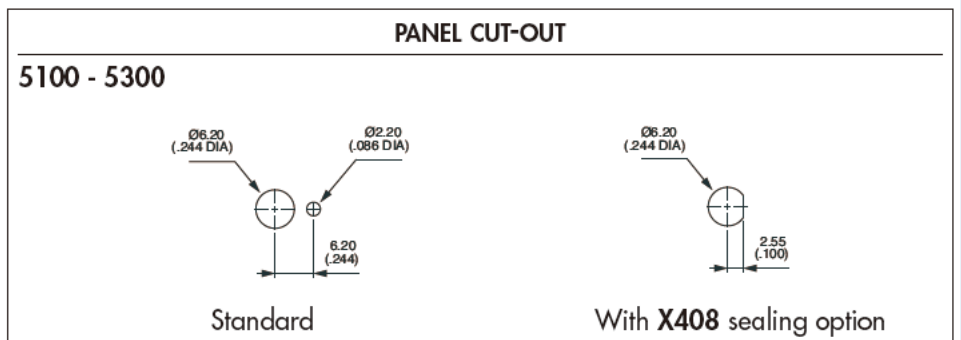 PANEL CUT-OUT
5100 - 5300
Ø6.20
(.244 DIA)
Ø2.20
(.086 DIA)
6.20
(.244)
Standard
Ø6.20
(.244 DIA)
2.55
(.100)
With X408 sealing option